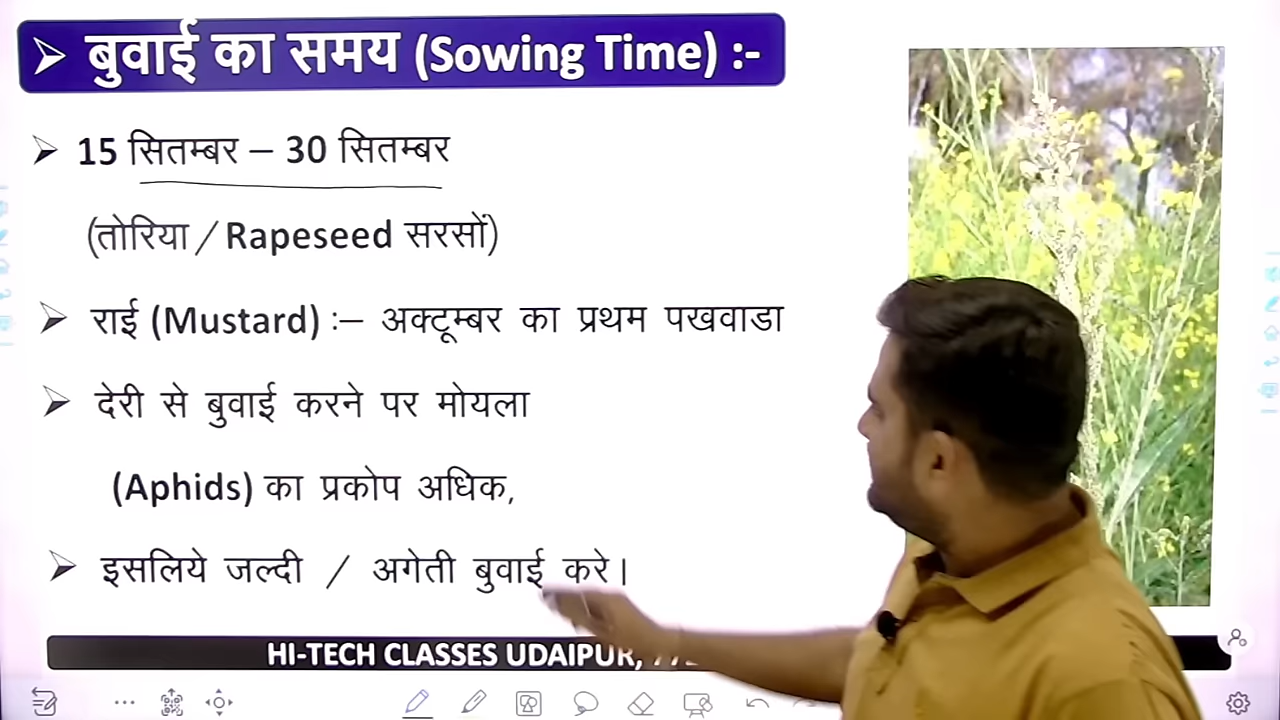 बुवाई का समय (Sowing Time) :-
15 सितम्बर – 30 सितम्बर
(तोरिया / Rapeseed सरसों)
राई (Mustard) :– अक्टूम्बर का प्रथम पखवाडा
देरी से बुवाई करने पर मोयला
(Aphids) का प्रकोप अधिक,
इसलिये जल्दी / अगेती बुवाई करे।
HI-TECH CLASSES UDAIPUR,